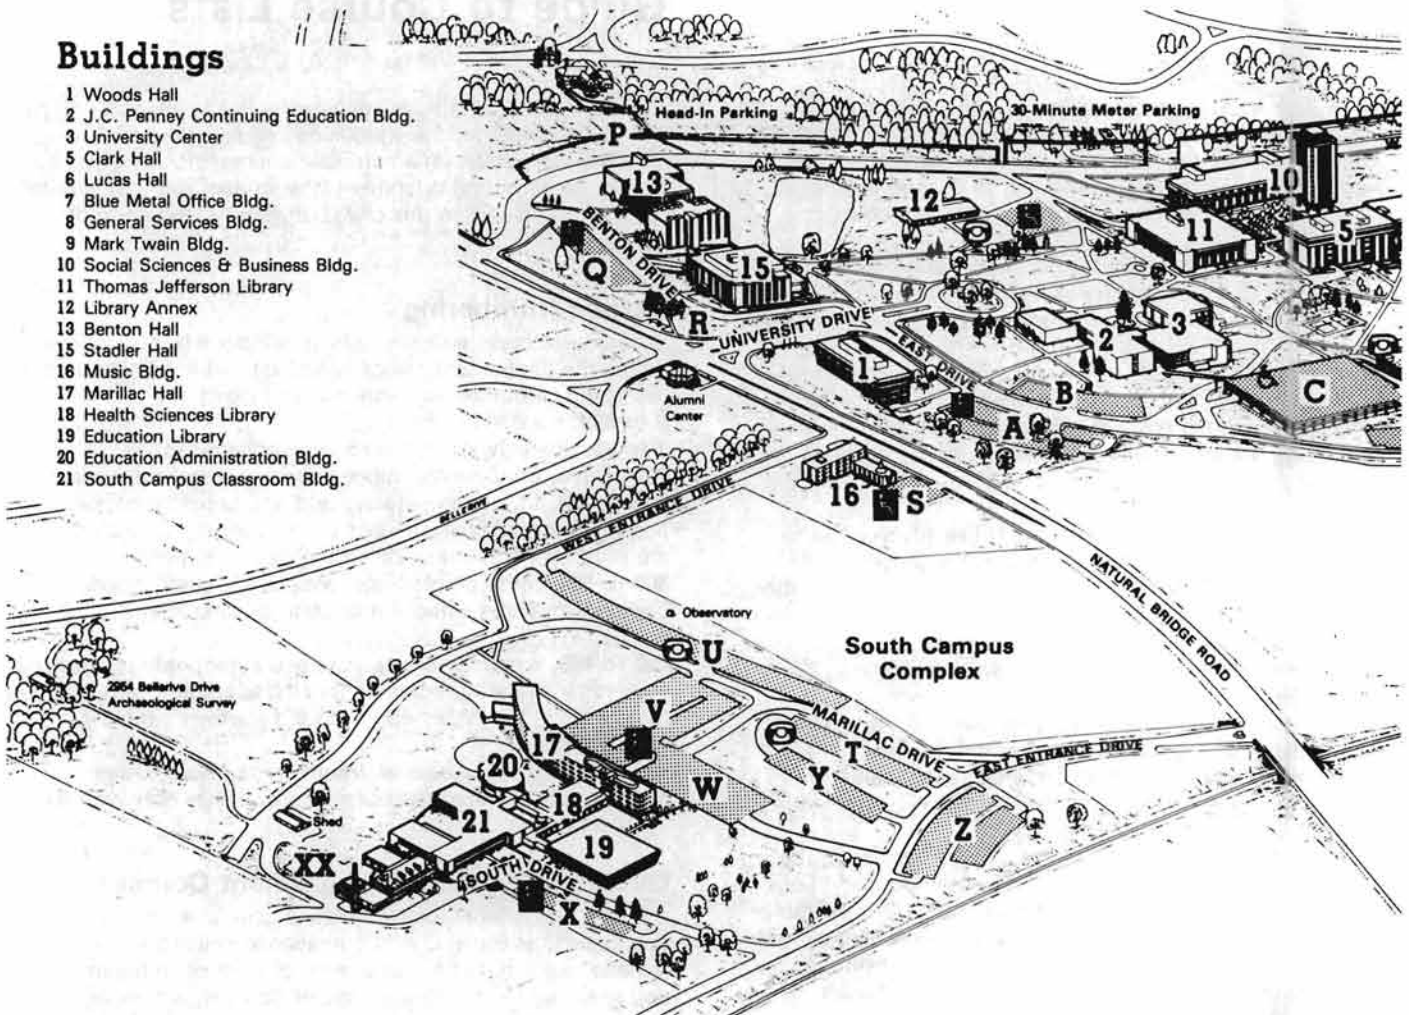 Guide to Course Lists
Buildings
1 Woods Hall
2 J.C. Penney Continuing Education Bldg.
3 University Center
5 Clark Hall
6 Lucas Hall
7 Blue Metal Office Bldg.
8 General Services Bldg.
9 Mark Twain Bldg.
10 Social Sciences & Business Bldg.
11 Thomas Jefferson Library
12 Library Annex
13 Benton Hall
15 Stadler Hall
16 Music Bldg.
17 Marillac Hall
18 Health Sciences Library
19 Education Library
20 Education Administration Bldg.
21 South Campus Classroom Bldg.
Head-In Parking
30-Minute Meter Parking
P
13
10
12
11
5
BENTON DRIVE
Q
15
R
UNIVERSITY DRIVE
2
3
1
EAST DRIVE
B
C
Alumni
Center
A
16
S
BELLERIVE
WEST ENTRANCE DRIVE
NATURAL BRIDGE ROAD
Observatory
U
South Campus
Complex
2954 Bellerive Drive
Archaeological Survey
V
MARILLAC DRIVE
17
T
EAST ENTRANCE DRIVE
20
W
Y
18
Shed
21
19
Z
XX
SOUTH DRIVE
X